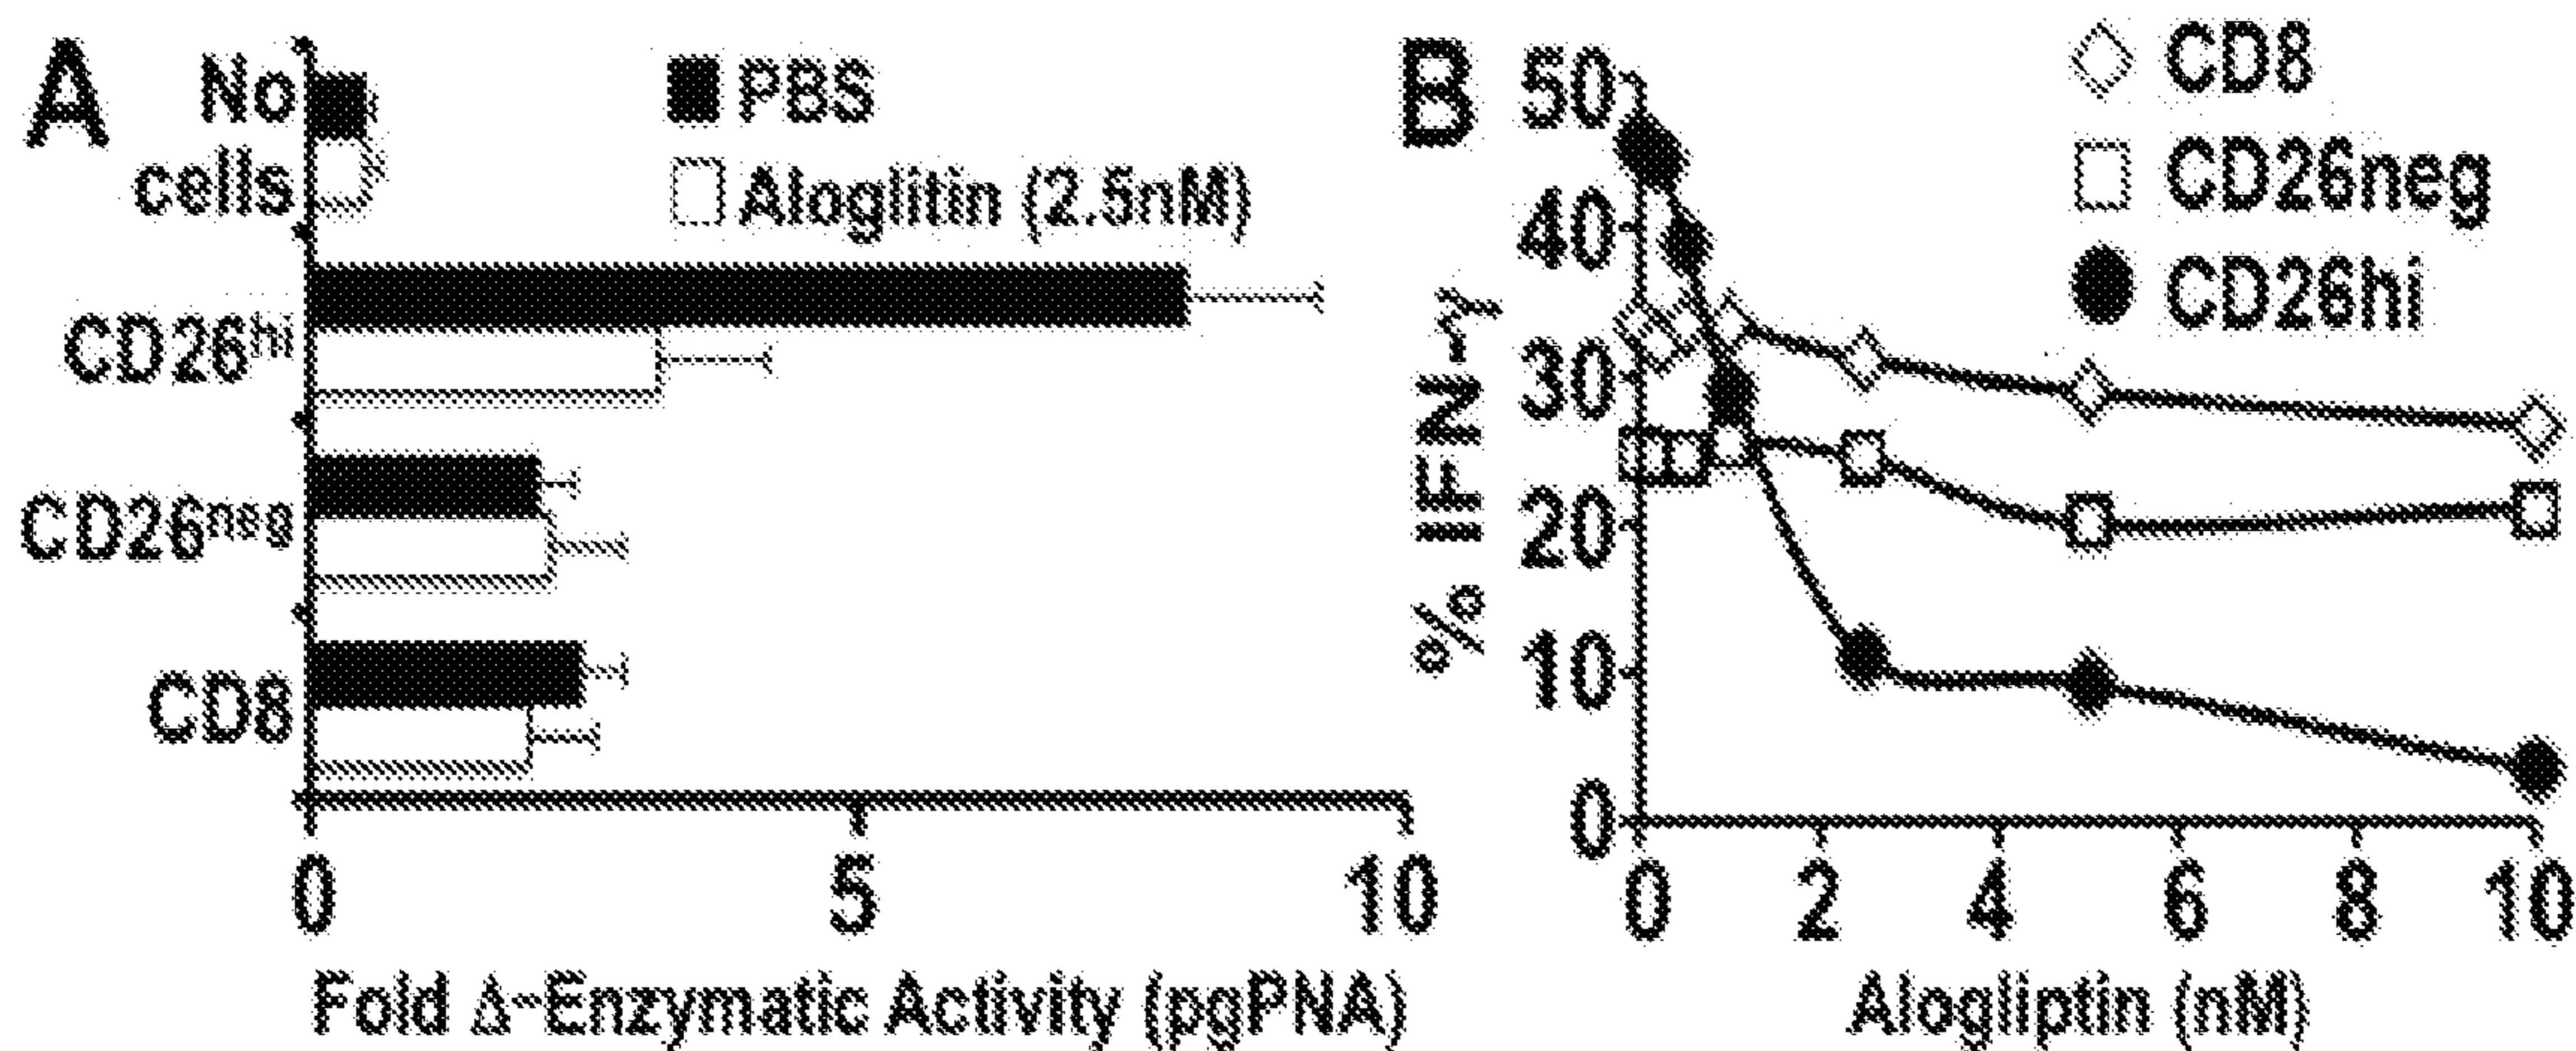 A
No
cells
PBS
Aloglitin (2.5nM)
CD26hi
CD26neg
CD8
0 5 10
Fold Δ-Enzymatic Activity (pgPNA)
B
CD8
CD26neg
CD26hi
% IFN-γ
50
40
30
20
10
0
0 2 4 6 8 10
Alogliptin (nM)